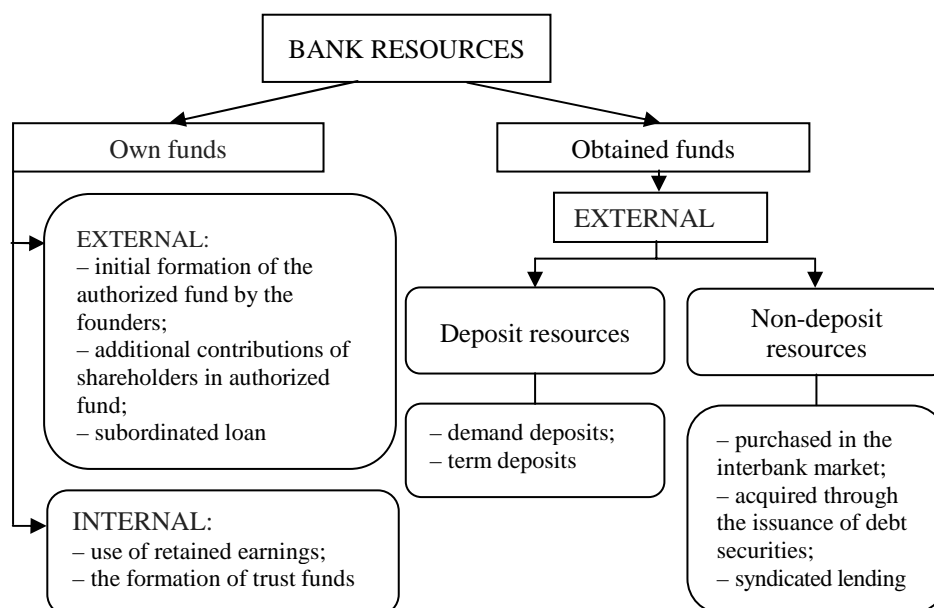 BANK RESOURCES
Own funds
Obtained funds
EXTERNAL:
– initial formation of the
authorized fund by the
founders;
– additional contributions of
shareholders in authorized
fund;
– subordinated loan
INTERNAL:
– use of retained earnings;
– the formation of trust funds
EXTERNAL
Deposit resources
– demand deposits;
– term deposits
Non-deposit
resources
– purchased in the
interbank market;
– acquired through
the issuance of debt
securities;
– syndicated lending